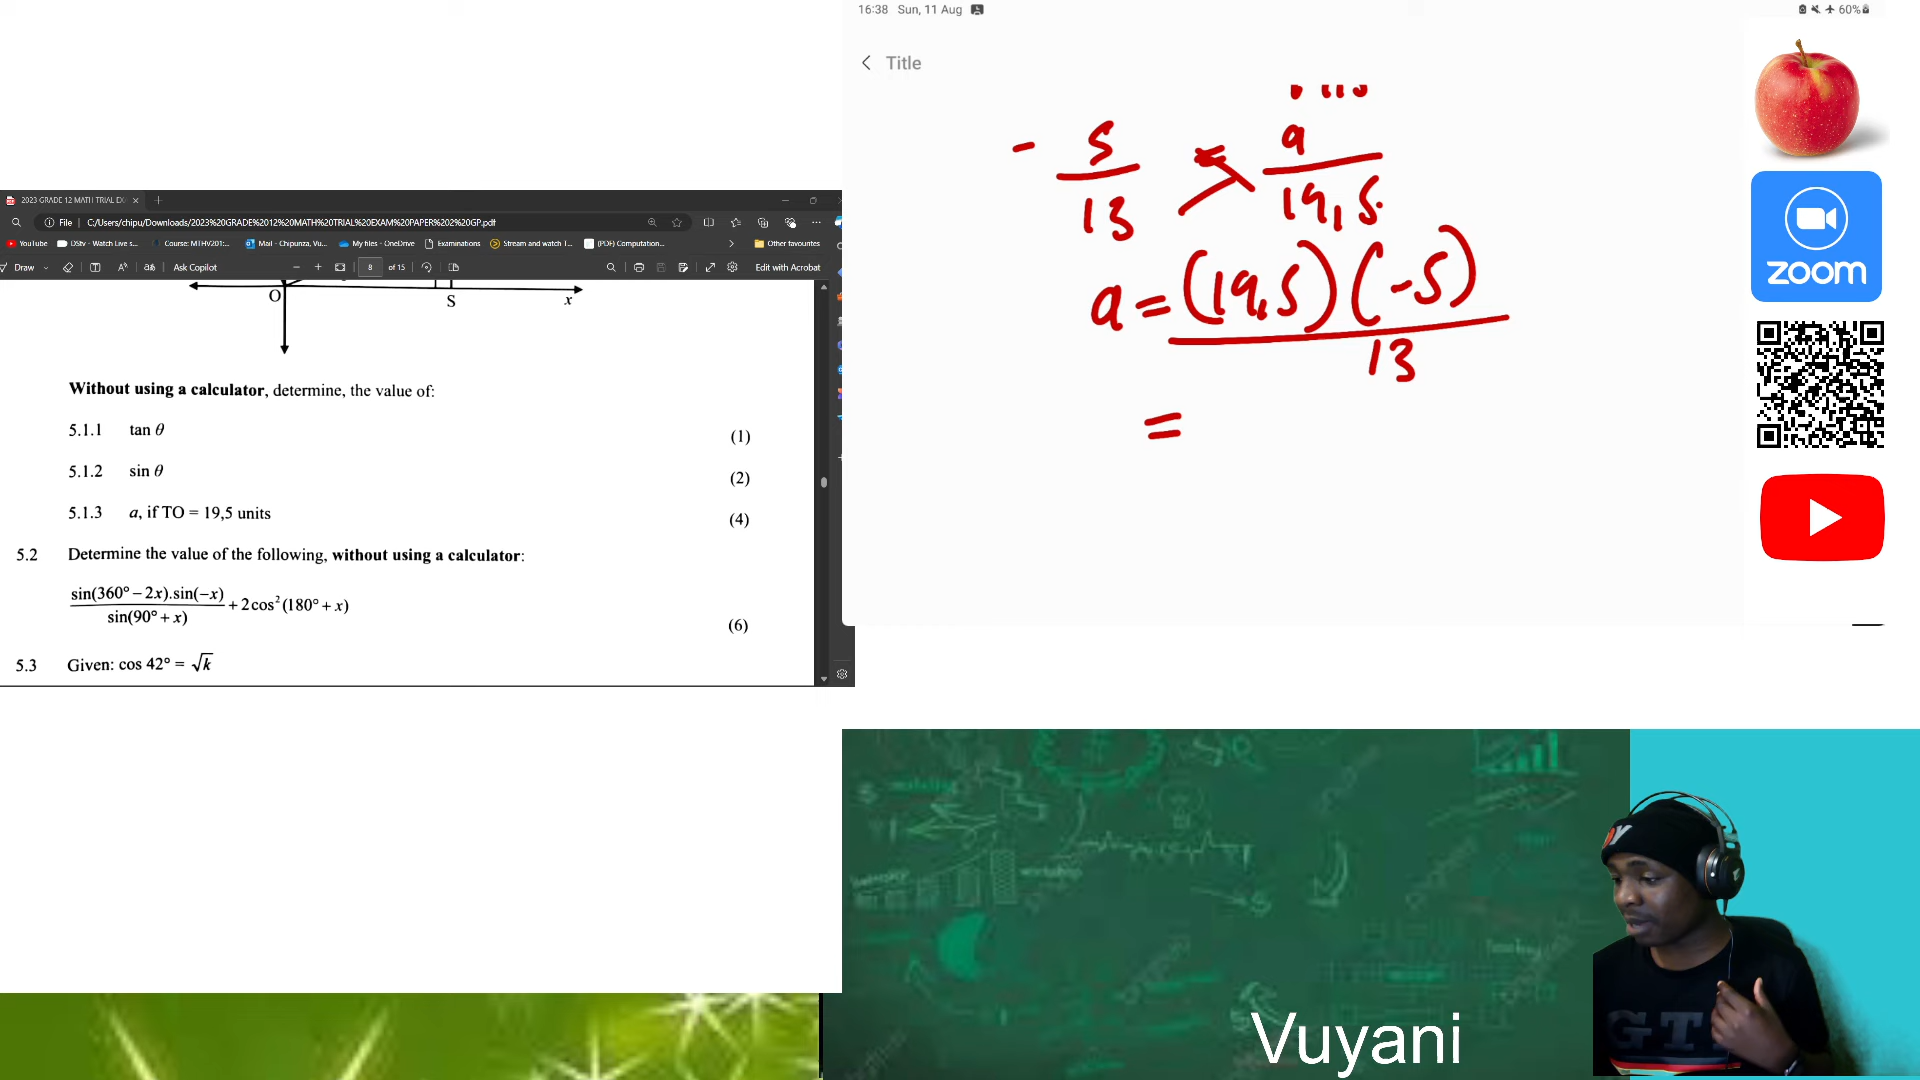 16:38 Sun, 11 Aug
60%
Title
- 5/13 = a/19,5
a = (19,5)(-5)/13
=
2023 GRADE 12 MATH TRIAL EX
File C:/Users/chipu/Downloads/2023%20GRADE%2012%20MATH%20TRIAL%20EXAM%20PAPER%202%20GP.pdf
YouTube DStv - Watch Live s... Course: MTHV201:... Mail - Chipunza, Vu... My files - OneDrive Examinations Stream and watch T... (PDF) Computation... Other favourites
Draw Ask Copilot 8 of 15 Edit with Acrobat
O S x
Without using a calculator, determine, the value of:
5.1.1 tan θ (1)
5.1.2 sin θ (2)
5.1.3 a, if TO = 19,5 units (4)
5.2 Determine the value of the following, without using a calculator:
sin(360° − 2x).sin(−x)/sin(90° + x) + 2cos²(180° + x) (6)
5.3 Given: cos 42° = √k
zoom
Vuyani
GT